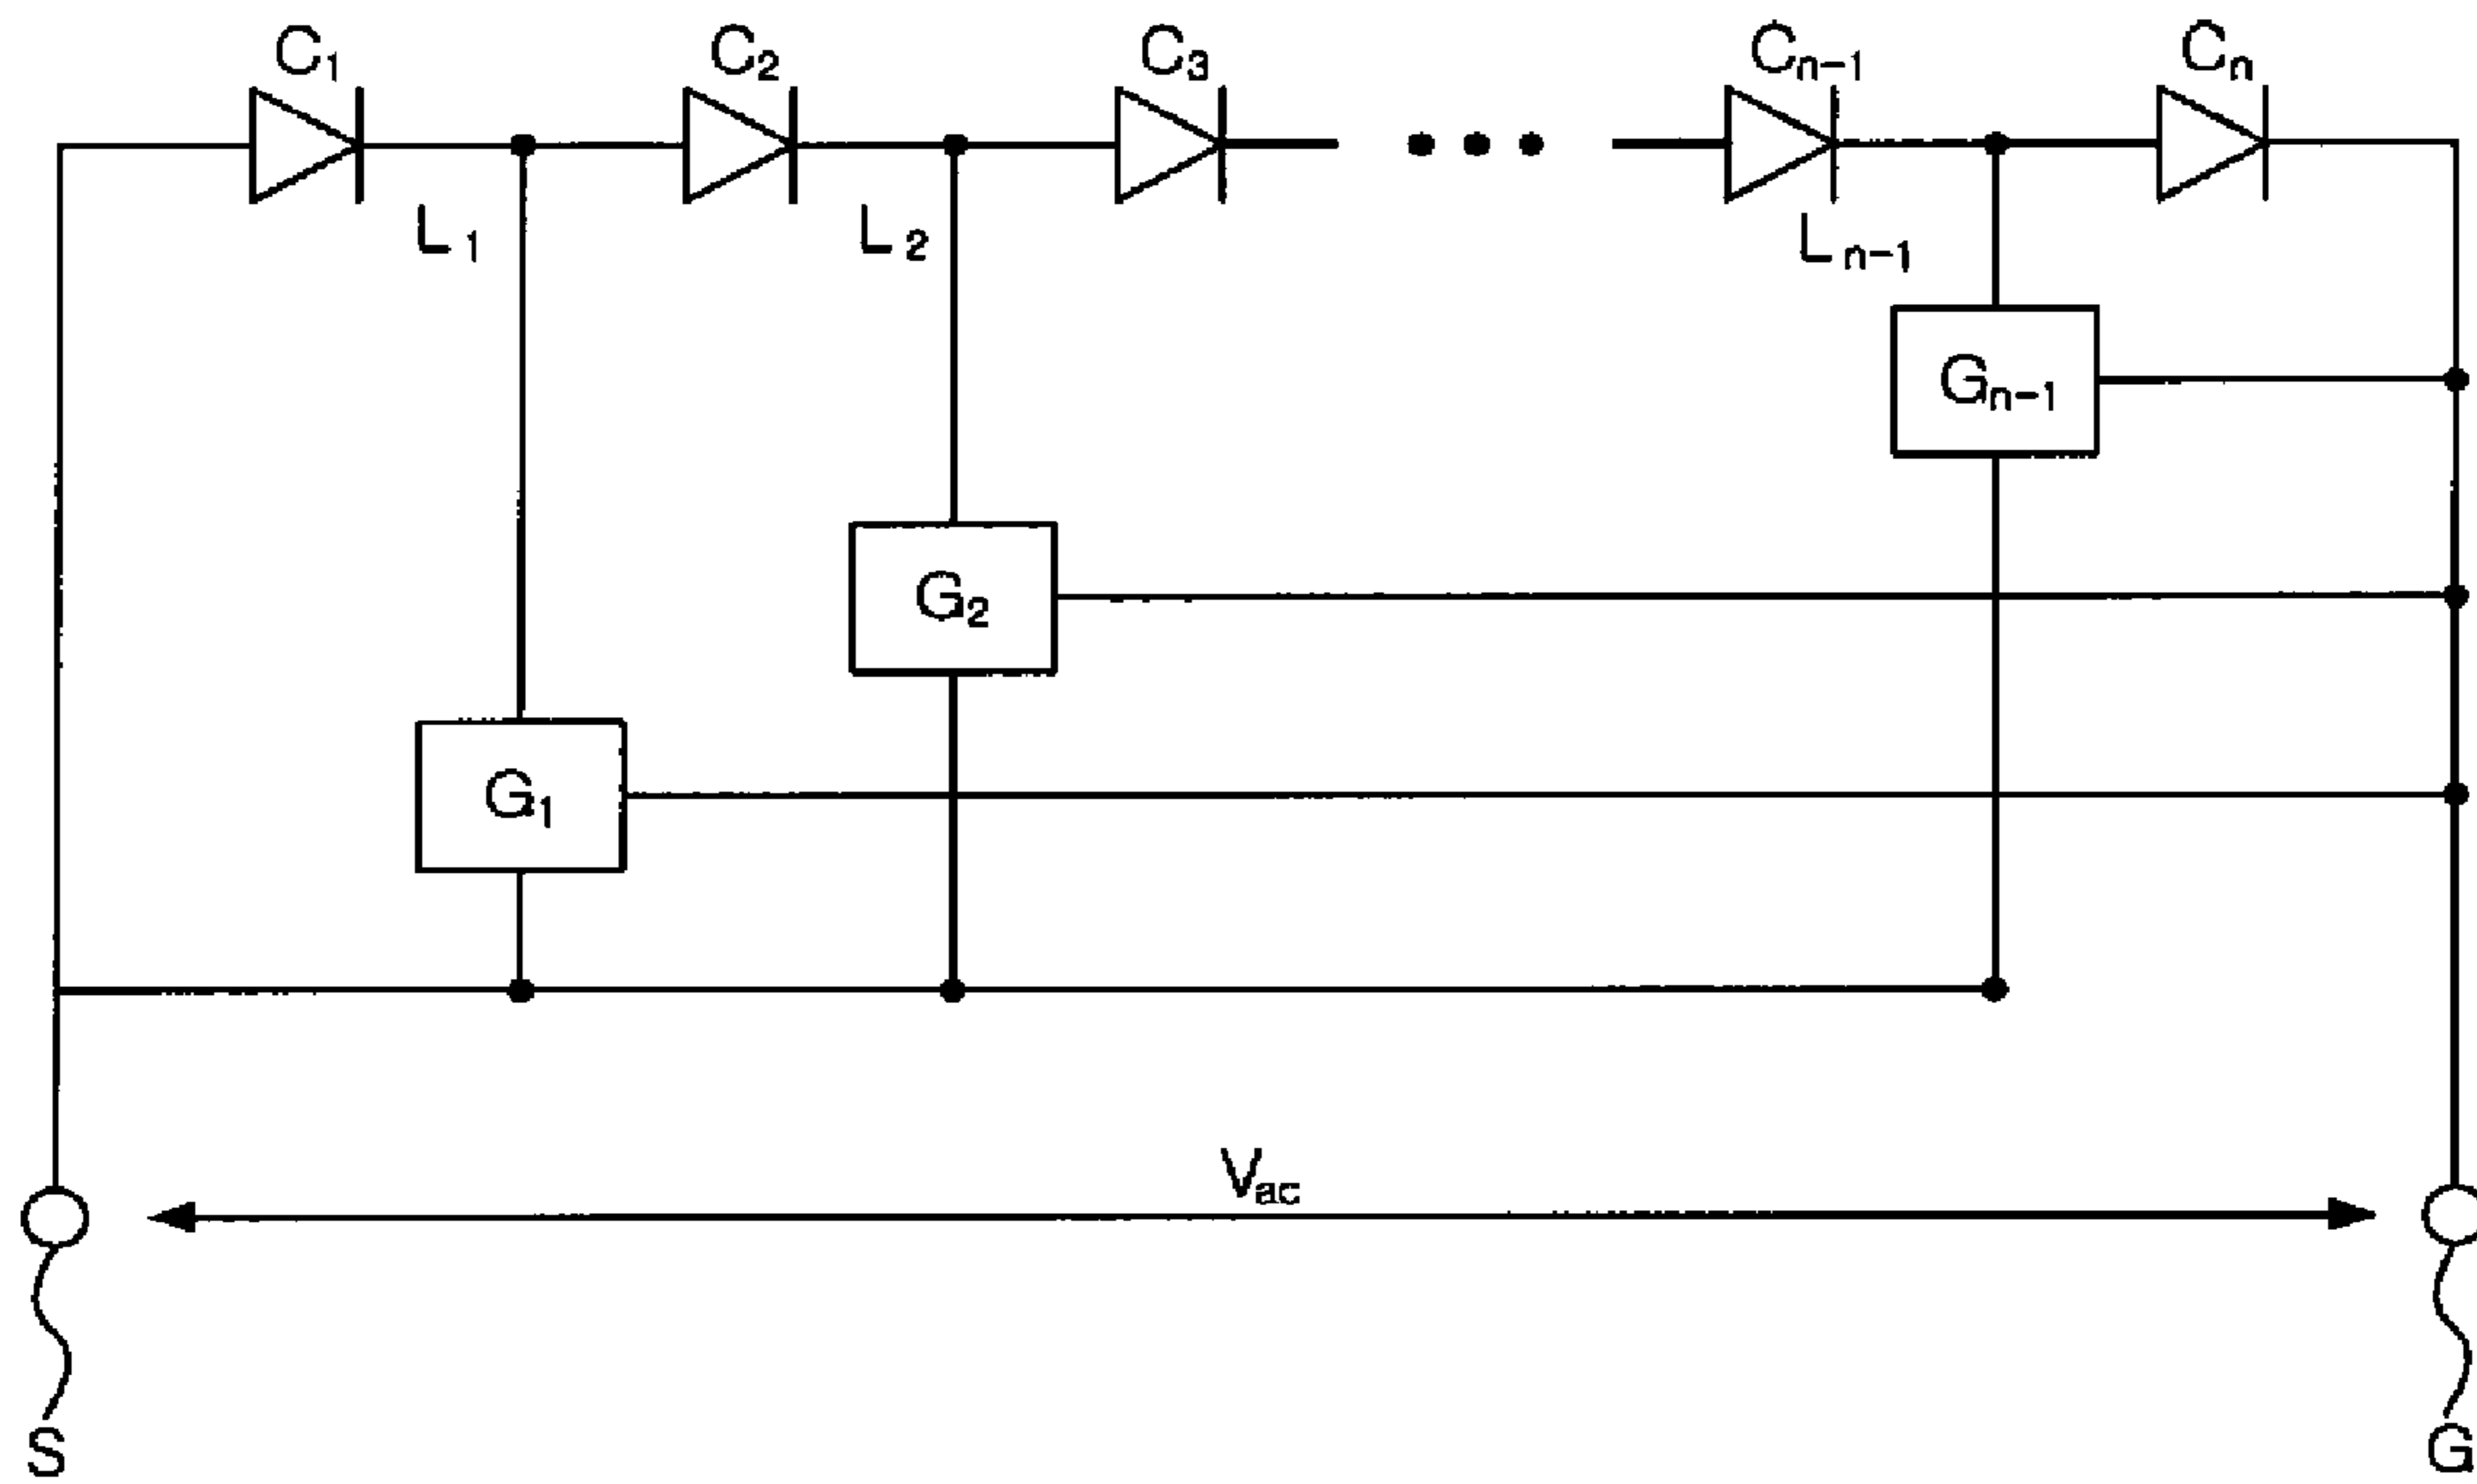 C₁ C₂ C₃ Cₙ₋₁ Cₙ
L₁ L₂ Lₙ₋₁
Gₙ₋₁
G₂
G₁
Vac
S G